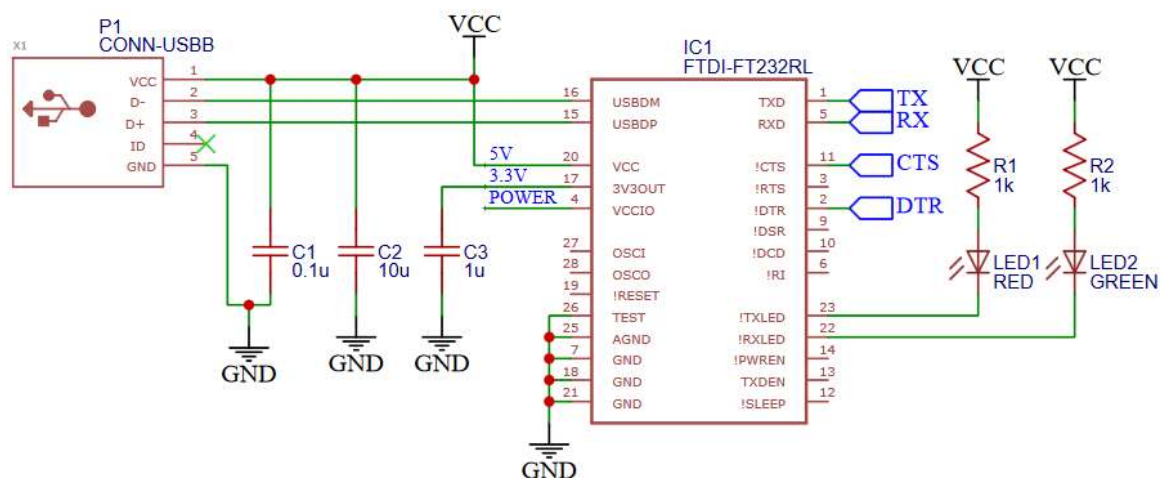 P1
CONN-USBB
X1
VCC 1
D- 2
D+ 3
ID 4
GND 5
VCC
C1
0.1u
C2
10u
C3
1u
GND
GND
GND
5V
3.3V
POWER
IC1
FTDI-FT232RL
16 USBDM
15 USBDP
20 VCC
17 3V3OUT
4 VCCIO
27 OSCI
28 OSCO
19 !RESET
26 TEST
25 AGND
7 GND
18 GND
21 GND
GND
TXD 1 TX
RXD 5 RX
!CTS 11 CTS
!RTS 3
!DTR 2 DTR
!DSR 9
!DCD 10
!RI 6
!TXLED 23
!RXLED 22
!PWREN 14
TXDEN 13
!SLEEP 12
VCC
R1
1k
LED1
RED
VCC
R2
1k
LED2
GREEN